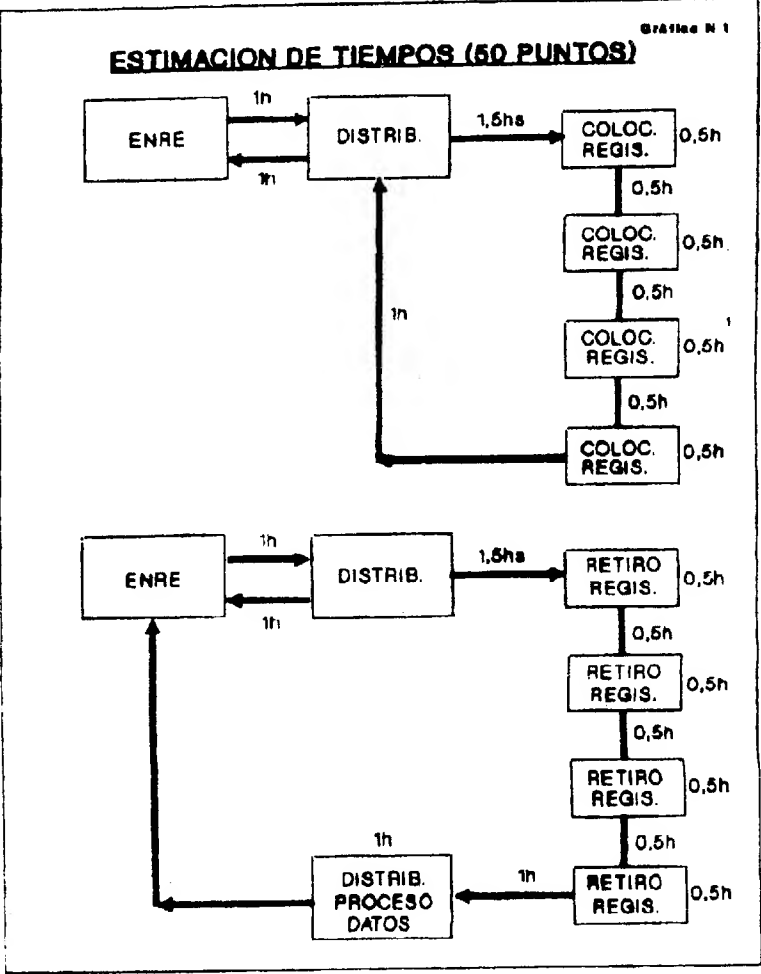 Gráfico N 1
ESTIMACION DE TIEMPOS (50 PUNTOS)
1h
ENRE
DISTRIB.
1,5hs
COLOC.
REGIS.
0,5h
1h
0,5h
COLOC.
REGIS.
0,5h
0,5h
1h
COLOC.
REGIS.
0,5h
0,5h
COLOC.
REGIS.
0,5h
1h
ENRE
DISTRIB.
1,5hs
RETIRO
REGIS.
0,5h
1h
0,5h
RETIRO
REGIS.
0,5h
0,5h
RETIRO
REGIS.
0,5h
0,5h
1h
DISTRIB.
PROCESO
DATOS
1h
RETIRO
REGIS.
0,5h